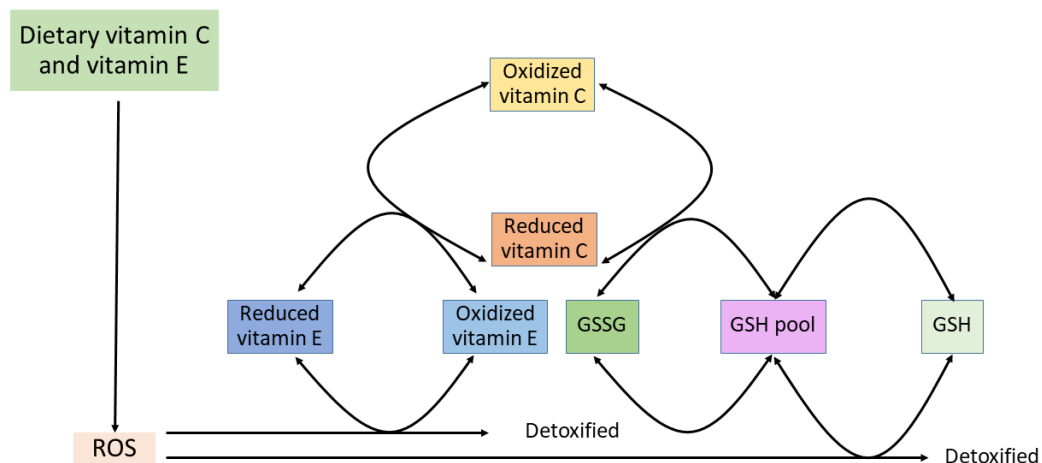 Dietary vitamin C
and vitamin E
Oxidized
vitamin C
Reduced
vitamin C
Reduced
vitamin E
Oxidized
vitamin E
GSSG
GSH pool
GSH
ROS
Detoxified
Detoxified